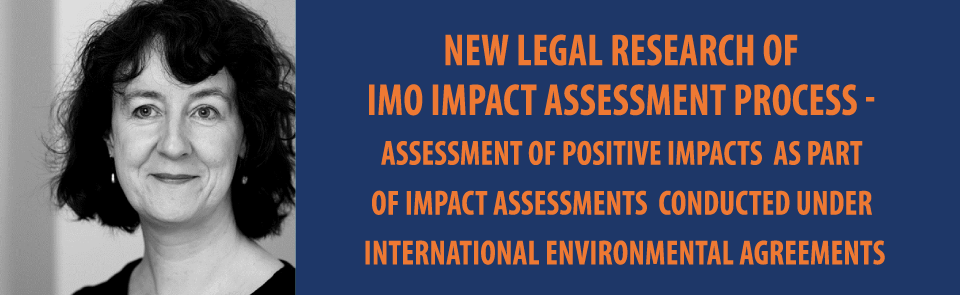 NEW LEGAL RESEARCH OF
IMO IMPACT ASSESSMENT PROCESS -
ASSESSMENT OF POSITIVE IMPACTS AS PART
OF IMPACT ASSESSMENTS CONDUCTED UNDER
INTERNATIONAL ENVIRONMENTAL AGREEMENTS